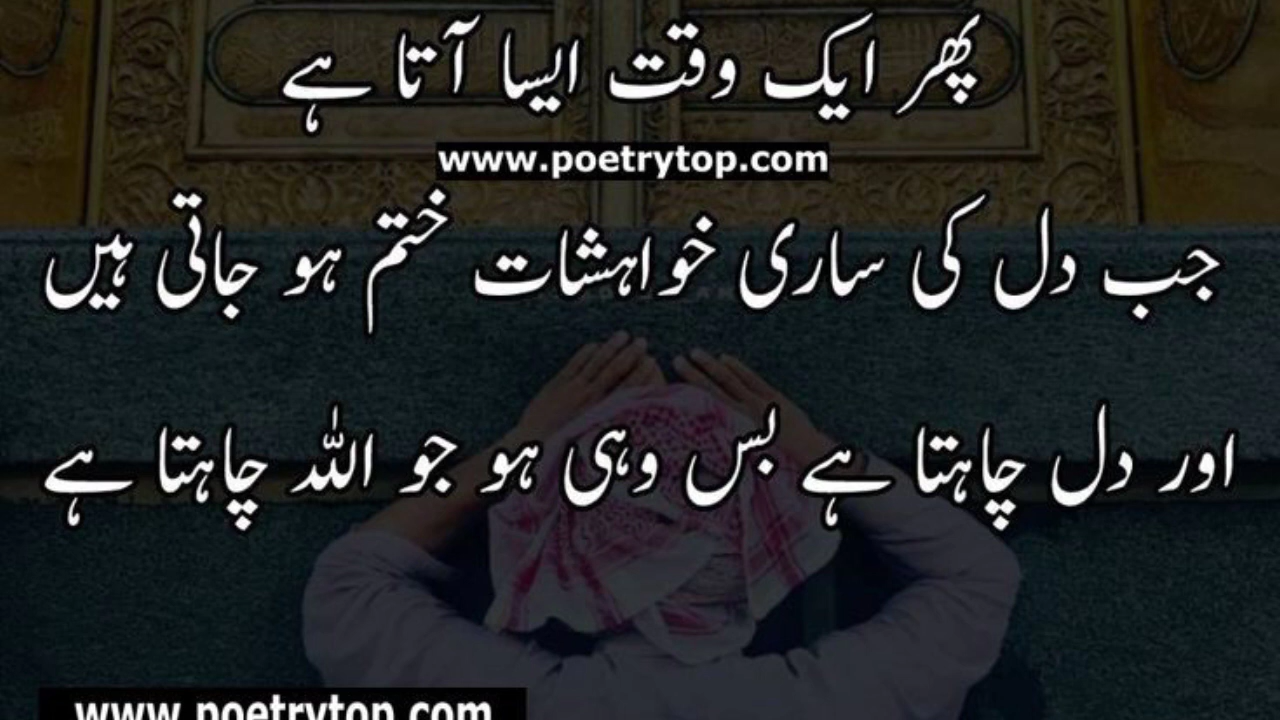 پھر ایک وقت ایسا آتا ہے
www.poetrytop.com
جب دل کی ساری خواہشات ختم ہو جاتی ہیں
اور دل چاہتا ہے بس وہی ہو جو اللہ چاہتا ہے
www.poetrytop.com